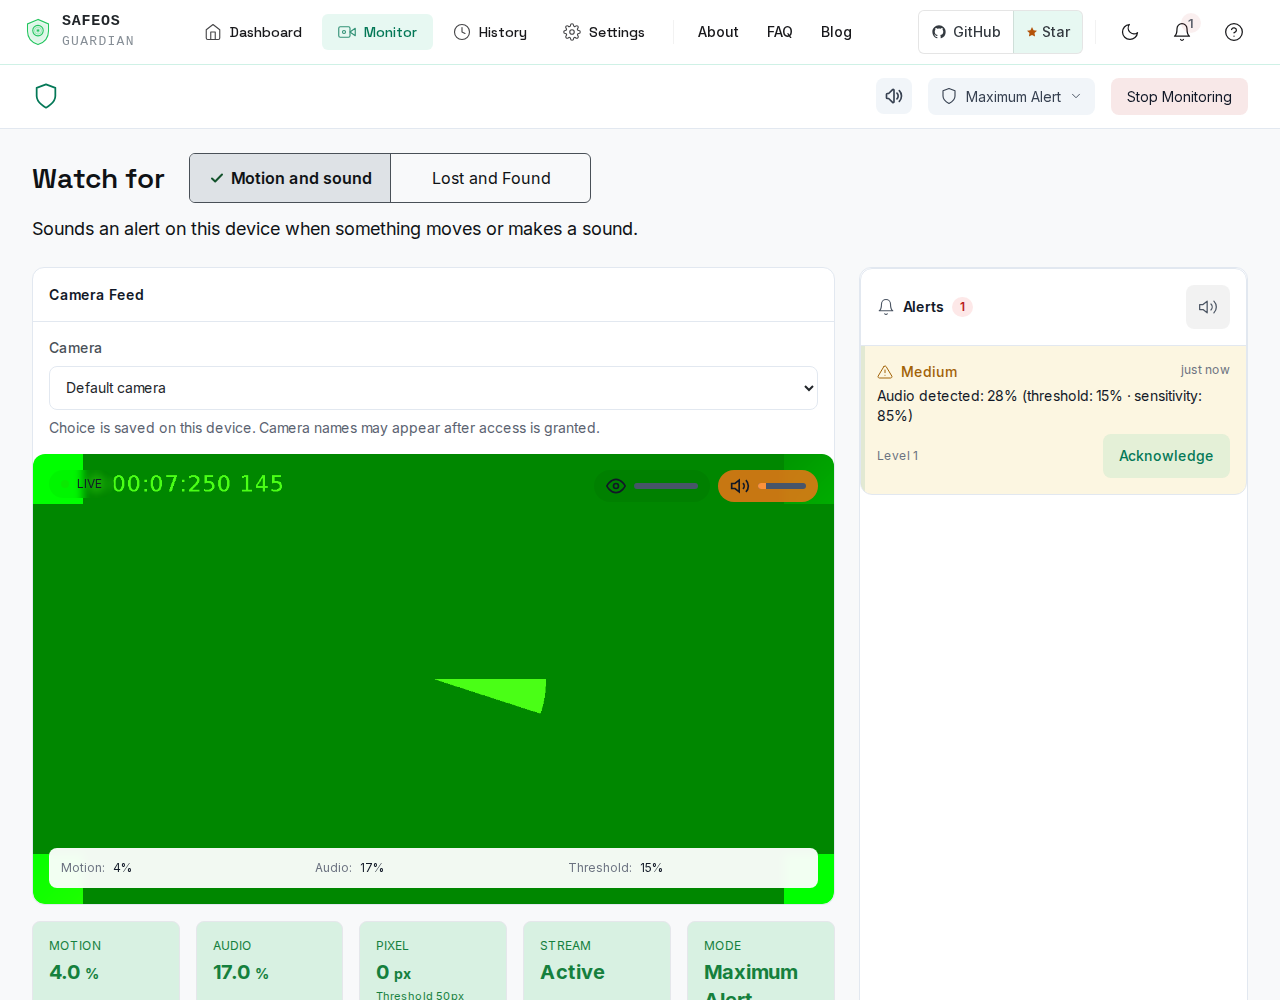 SAFEOS
GUARDIAN
Dashboard
Monitor
History
Settings
About
FAQ
Blog
GitHub
Star
1
Maximum Alert
Stop Monitoring
Watch for
Motion and sound
Lost and Found
Sounds an alert on this device when something moves or makes a sound.
Camera Feed
Camera
Default camera
Choice is saved on this device. Camera names may appear after access is granted.
LIVE
00:07:250 145
Motion: 4%
Audio: 17%
Threshold: 15%
MOTION
4.0 %
AUDIO
17.0 %
PIXEL
0 px
Threshold 50px
STREAM
Active
MODE
Maximum
Alert
Alerts 1
Medium
just now
Audio detected: 28% (threshold: 15% · sensitivity:
85%)
Level 1
Acknowledge